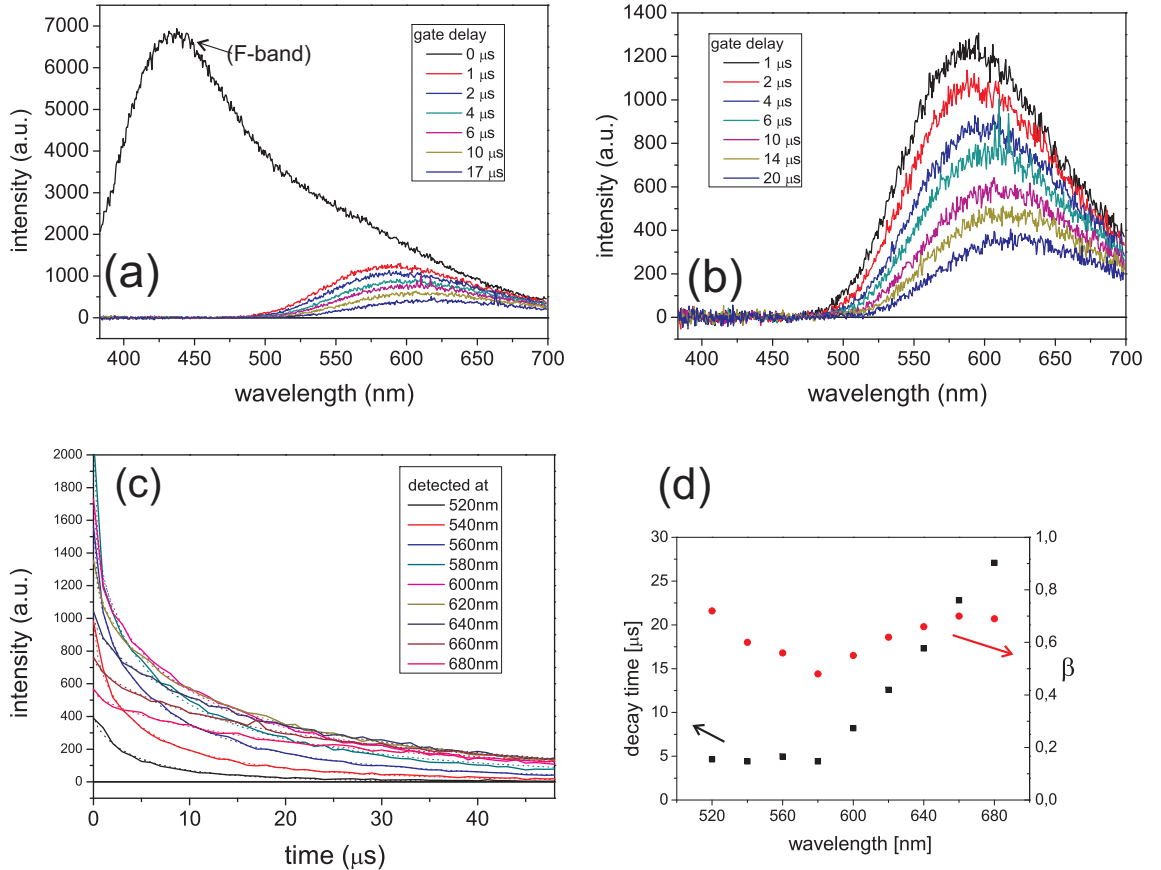 7000
6000
5000
4000
3000
2000
1000
0
intensity (a.u.)
(F-band)
gate delay
0 μs
1 μs
2 μs
4 μs
6 μs
10 μs
17 μs
(a)
400
450
500
550
600
650
700
wavelength (nm)
1400
1200
1000
800
600
400
200
0
intensity (a.u.)
gate delay
1 μs
2 μs
4 μs
6 μs
10 μs
14 μs
20 μs
(b)
400
450
500
550
600
650
700
wavelength (nm)
2000
1800
1600
1400
1200
1000
800
600
400
200
0
intensity (a.u.)
(c)
detected at
520nm
540nm
560nm
580nm
600nm
620nm
640nm
660nm
680nm
0
10
20
30
40
time (μs)
(d)
30
25
20
15
10
5
0
decay time [μs]
1,0
0,8
0,6
0,4
0,2
0,0
β
520
560
600
640
680
wavelength [nm]